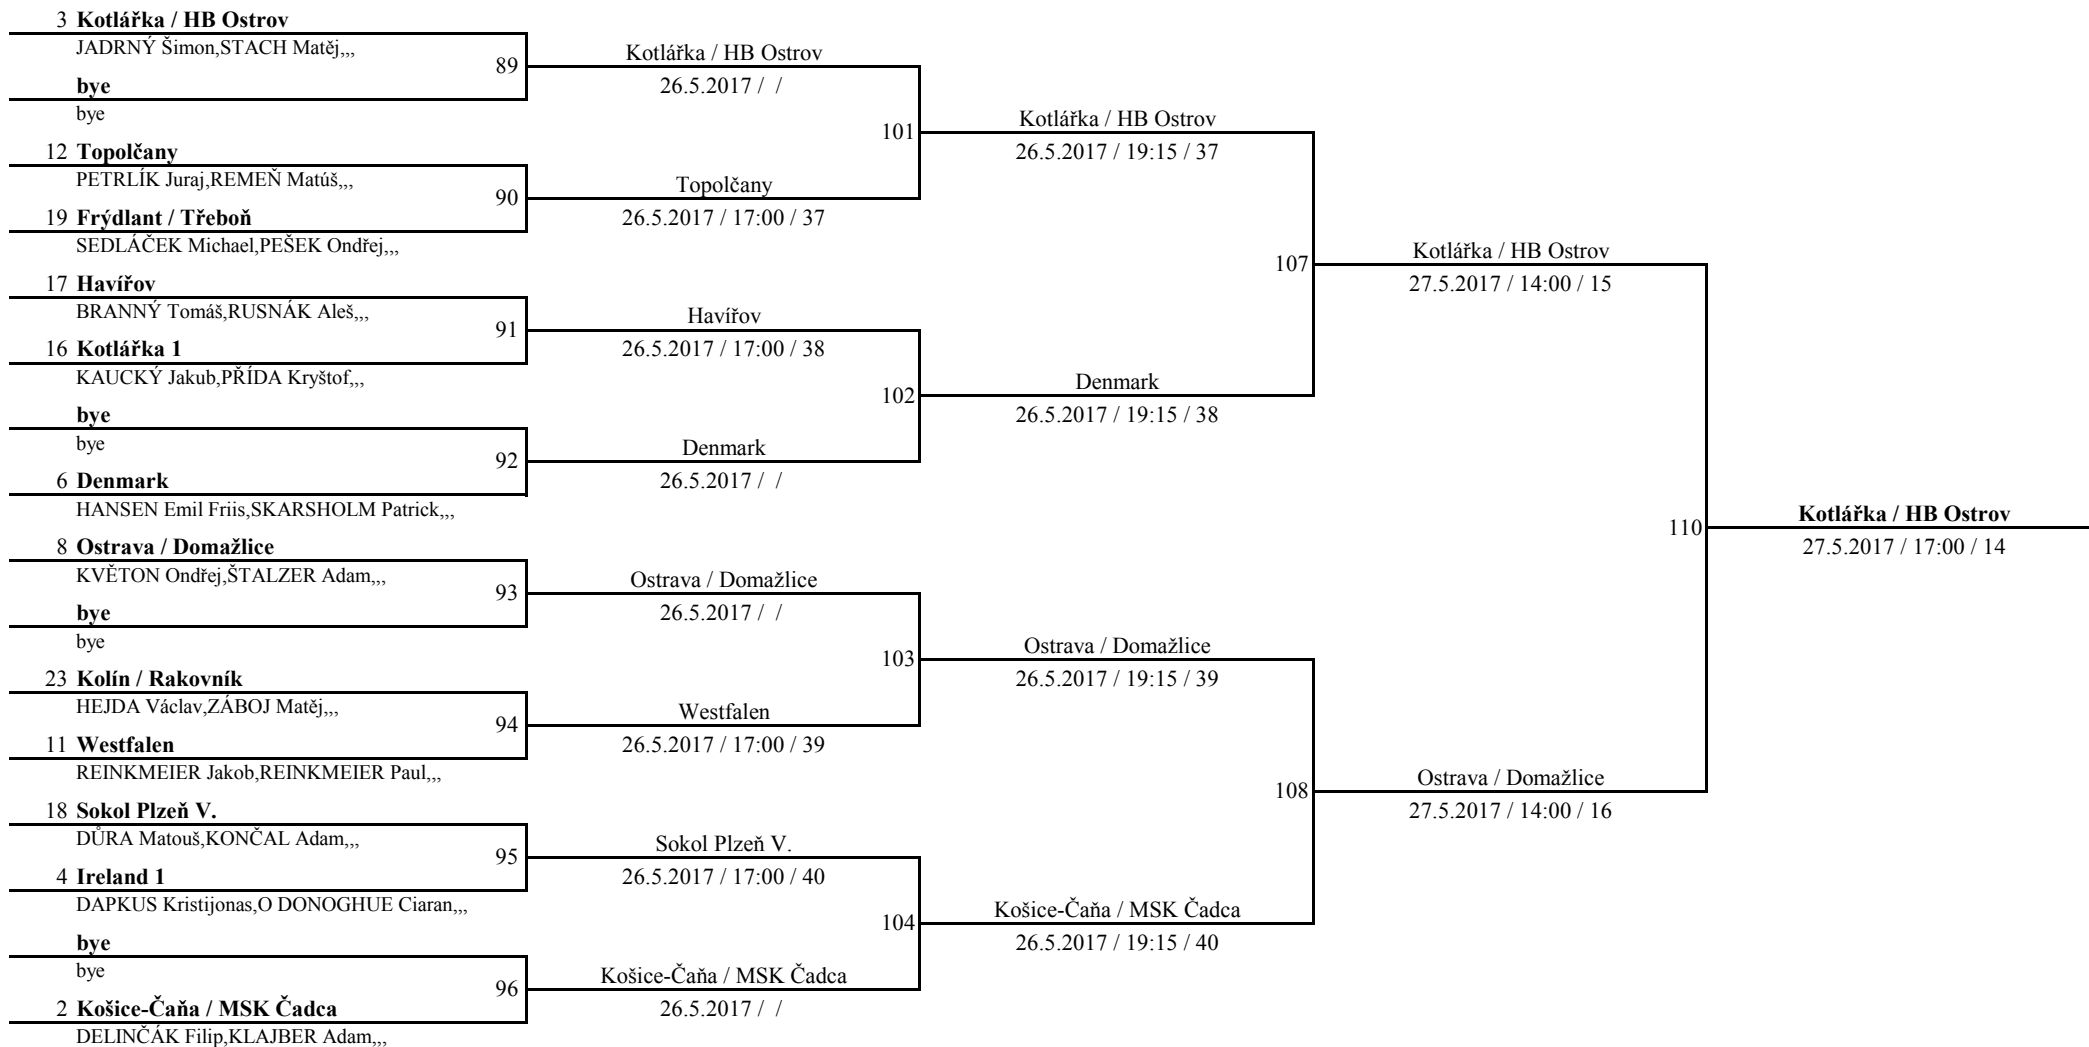 3 Kotlářka / HB Ostrov
JADRNÝ Šimon,STACH Matěj,,,
89
bye
bye
12 Topolčany
PETRLÍK Juraj,REMEŇ Matúš,,,
90
19 Frýdlant / Třeboň
SEDLÁČEK Michael,PEŠEK Ondřej,,,
17 Havířov
BRANNÝ Tomáš,RUSNÁK Aleš,,,
91
16 Kotlářka 1
KAUCKÝ Jakub,PŘÍDA Kryštof,,,
bye
bye
92
6 Denmark
HANSEN Emil Friis,SKARSHOLM Patrick,,,
8 Ostrava / Domažlice
KVĚTON Ondřej,ŠTALZER Adam,,,
93
bye
bye
23 Kolín / Rakovník
HEJDA Václav,ZÁBOJ Matěj,,,
94
11 Westfalen
REINKMEIER Jakob,REINKMEIER Paul,,,
18 Sokol Plzeň V.
DŮRA Matouš,KONČAL Adam,,,
95
4 Ireland 1
DAPKUS Kristijonas,O DONOGHUE Ciaran,,,
bye
bye
96
2 Košice-Čaňa / MSK Čadca
DELINČÁK Filip,KLAJBER Adam,,,
Kotlářka / HB Ostrov
26.5.2017 / /
101
Topolčany
26.5.2017 / 17:00 / 37
Havířov
26.5.2017 / 17:00 / 38
102
Denmark
26.5.2017 / /
Ostrava / Domažlice
26.5.2017 / /
103
Westfalen
26.5.2017 / 17:00 / 39
Sokol Plzeň V.
26.5.2017 / 17:00 / 40
104
Košice-Čaňa / MSK Čadca
26.5.2017 / /
Kotlářka / HB Ostrov
26.5.2017 / 19:15 / 37
107
Denmark
26.5.2017 / 19:15 / 38
Ostrava / Domažlice
26.5.2017 / 19:15 / 39
108
Košice-Čaňa / MSK Čadca
26.5.2017 / 19:15 / 40
Kotlářka / HB Ostrov
27.5.2017 / 14:00 / 15
110
Ostrava / Domažlice
27.5.2017 / 14:00 / 16
Kotlářka / HB Ostrov
27.5.2017 / 17:00 / 14